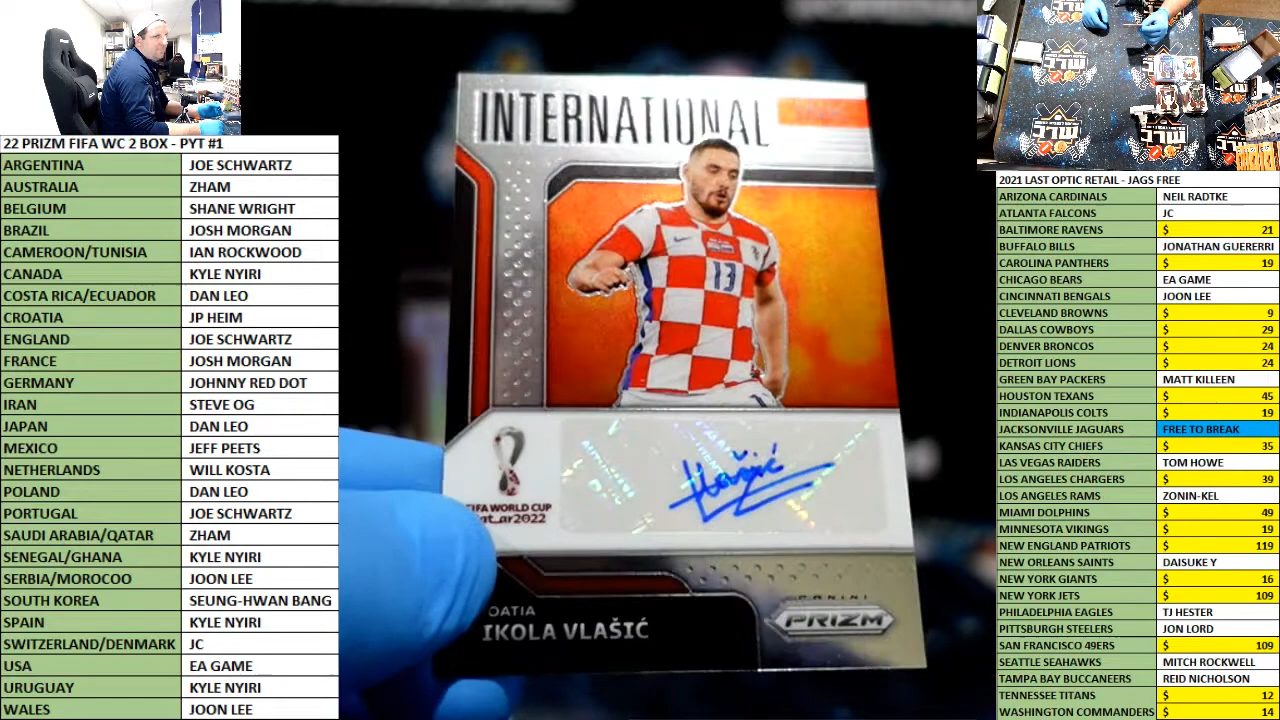 22 PRIZM FIFA WC 2 BOX - PYT #1
ARGENTINA JOE SCHWARTZ
AUSTRALIA ZHAM
BELGIUM SHANE WRIGHT
BRAZIL JOSH MORGAN
CAMEROON/TUNISIA IAN ROCKWOOD
CANADA KYLE NYIRI
COSTA RICA/ECUADOR DAN LEO
CROATIA JP HEIM
ENGLAND JOE SCHWARTZ
FRANCE JOSH MORGAN
GERMANY JOHNNY RED DOT
IRAN STEVE OG
JAPAN DAN LEO
MEXICO JEFF PEETS
NETHERLANDS WILL KOSTA
POLAND DAN LEO
PORTUGAL JOE SCHWARTZ
SAUDI ARABIA/QATAR ZHAM
SENEGAL/GHANA KYLE NYIRI
SERBIA/MOROCOO JOON LEE
SOUTH KOREA SEUNG-HWAN BANG
SPAIN KYLE NYIRI
SWITZERLAND/DENMARK JC
USA EA GAME
URUGUAY KYLE NYIRI
WALES JOON LEE
INTERNATIONAL
13
Vlašić
FIFA WORLD CUP
Qatar2022
OATIA
IKOLA VLAŠIĆ
PANINI
PRIZM
MLC
2021 LAST OPTIC RETAIL - JAGS FREE
ARIZONA CARDINALS NEIL RADTKE
ATLANTA FALCONS JC
BALTIMORE RAVENS $ 21
BUFFALO BILLS JONATHAN GUERERRI
CAROLINA PANTHERS $ 19
CHICAGO BEARS EA GAME
CINCINNATI BENGALS JOON LEE
CLEVELAND BROWNS $ 9
DALLAS COWBOYS $ 29
DENVER BRONCOS $ 24
DETROIT LIONS $ 24
GREEN BAY PACKERS MATT KILLEEN
HOUSTON TEXANS $ 45
INDIANAPOLIS COLTS $ 19
JACKSONVILLE JAGUARS FREE TO BREAK
KANSAS CITY CHIEFS $ 35
LAS VEGAS RAIDERS TOM HOWE
LOS ANGELES CHARGERS $ 39
LOS ANGELES RAMS ZONIN-KEL
MIAMI DOLPHINS $ 49
MINNESOTA VIKINGS $ 19
NEW ENGLAND PATRIOTS $ 119
NEW ORLEANS SAINTS DAISUKE Y
NEW YORK GIANTS $ 16
NEW YORK JETS $ 109
PHILADELPHIA EAGLES TJ HESTER
PITTSBURGH STEELERS JON LORD
SAN FRANCISCO 49ERS $ 109
SEATTLE SEAHAWKS MITCH ROCKWELL
TAMPA BAY BUCCANEERS REID NICHOLSON
TENNESSEE TITANS $ 12
WASHINGTON COMMANDERS $ 14